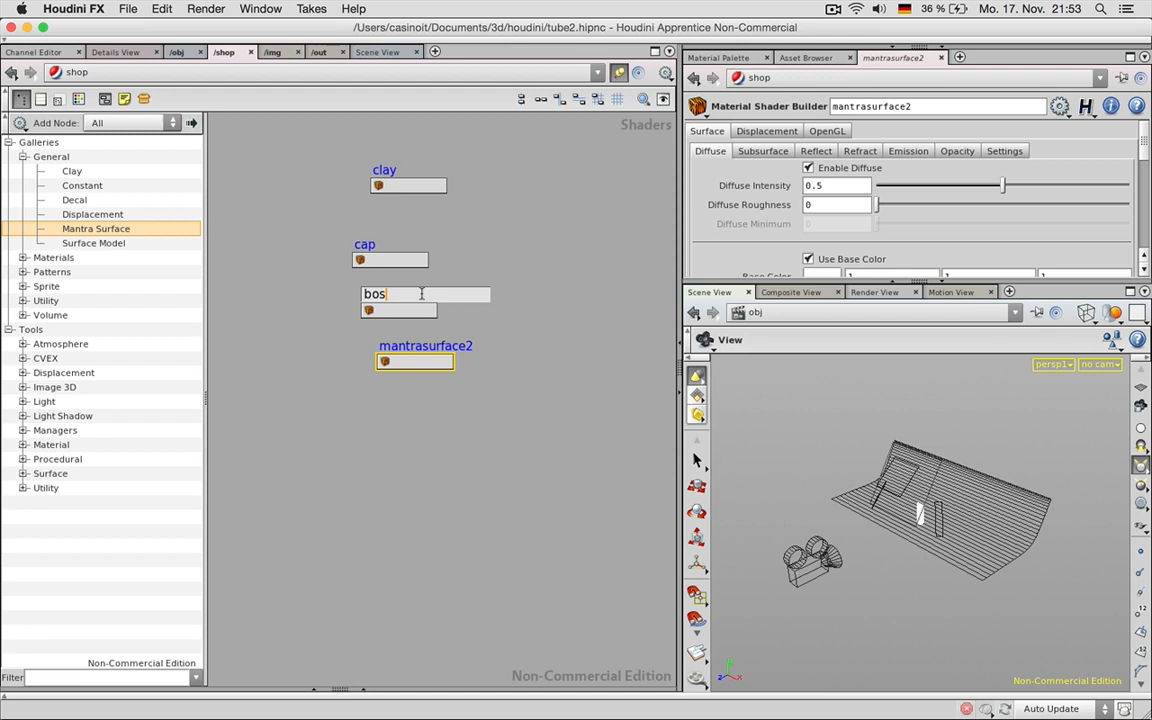 Houdini FX File Edit Render Window Takes Help
36 % Mo. 17. Nov. 21:53
/Users/casinoit/Documents/3d/houdini/tube2.hipnc - Houdini Apprentice Non-Commercial
Channel Editor Details View /obj /shop /img /out Scene View
Material Palette Asset Browser mantrasurface2
shop
shop
Add Node: All
Material Shader Builder mantrasurface2
Galleries
General
Clay
Constant
Decal
Displacement
Mantra Surface
Surface Model
Materials
Patterns
Sprite
Utility
Volume
Tools
Atmosphere
CVEX
Displacement
Image 3D
Light
Light Shadow
Managers
Material
Procedural
Surface
Utility
Non-Commercial Edition
Filter
Shaders
clay
cap
bos
mantrasurface2
Non-Commercial Edition
Surface Displacement OpenGL
Diffuse Subsurface Reflect Refract Emission Opacity Settings
Enable Diffuse
Diffuse Intensity 0.5
Diffuse Roughness 0
Diffuse Minimum
Use Base Color
Scene View Composite View Render View Motion View
obj
View
persp1 no cam
Non-Commercial Edition
Auto Update